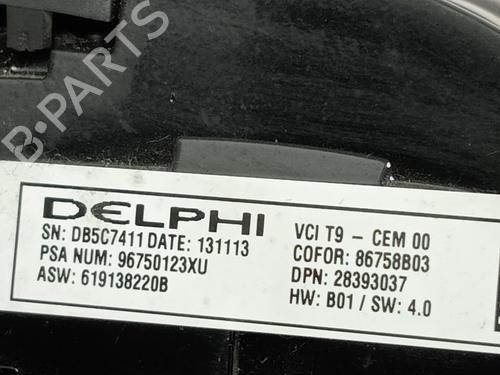 B-PARTS
DELPHI
SN: DB5C7411 DATE: 131113
PSA NUM: 96750123XU
ASW: 619138220B
VCI T9 - CEM 00
COFOR: 86758B03
DPN: 28393037
HW: B01 / SW: 4.0